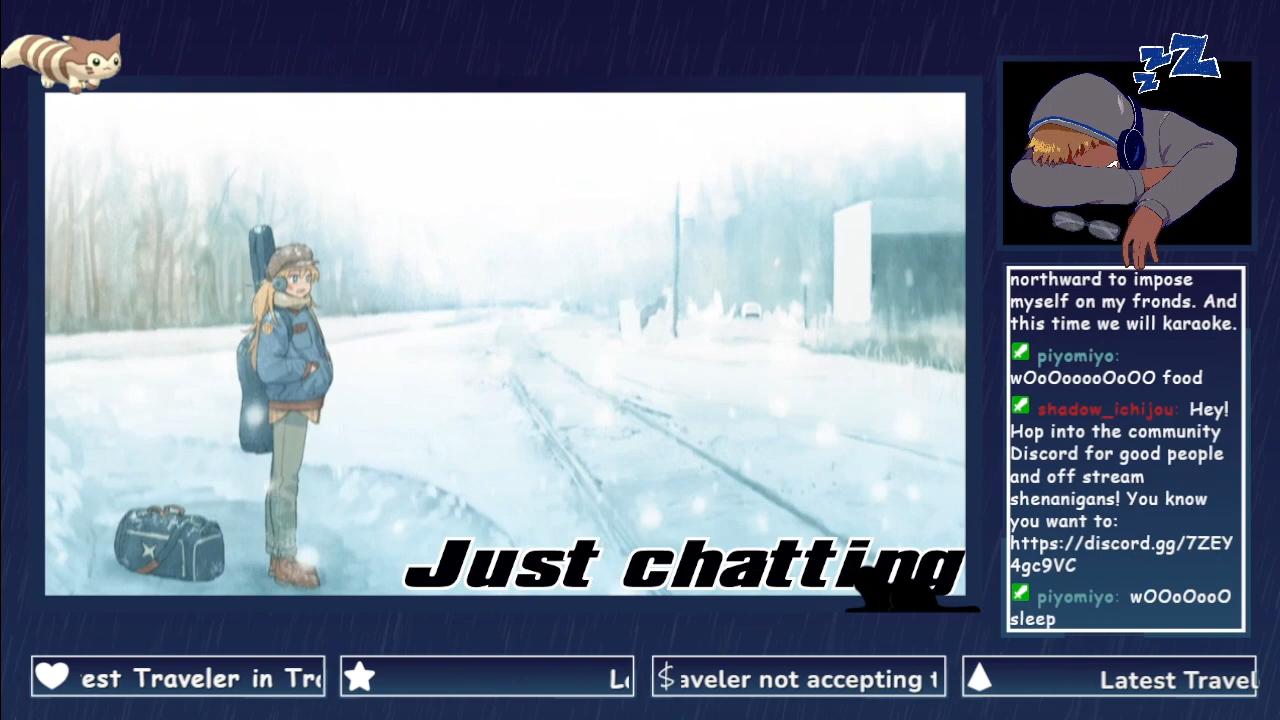 zzZ
Just chatting
northward to impose
myself on my fronds. And
this time we will karaoke.
piyomiyo:
wOoOooooOoOO food
shadow_ichijou: Hey!
Hop into the community
Discord for good people
and off stream
shenanigans! You know
you want to:
https://discord.gg/7ZEY
4gc9VC
piyomiyo: wOOoOooO
sleep
est Traveler in Tr
L
$ aveler not accepting t
Latest Travel